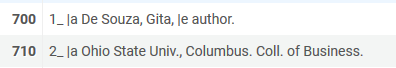 700 1_ |a De Souza, Gita, |e author.
710 2_ |a Ohio State Univ., Columbus. Coll. of Business.